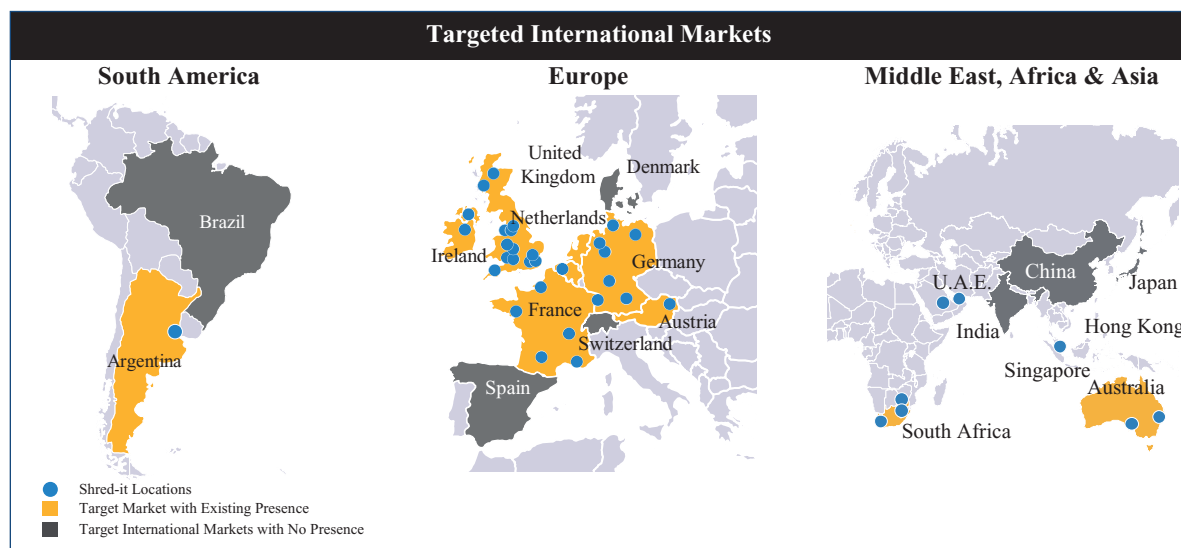 Targeted International Markets
South America
Europe
Middle East, Africa & Asia
Brazil
Argentina
United
Kingdom
Denmark
Netherlands
Ireland
Germany
France
Austria
Switzerland
Spain
China
Japan
U.A.E.
India
Hong Kong
Singapore
Australia
South Africa
Shred-it Locations
Target Market with Existing Presence
Target International Markets with No Presence